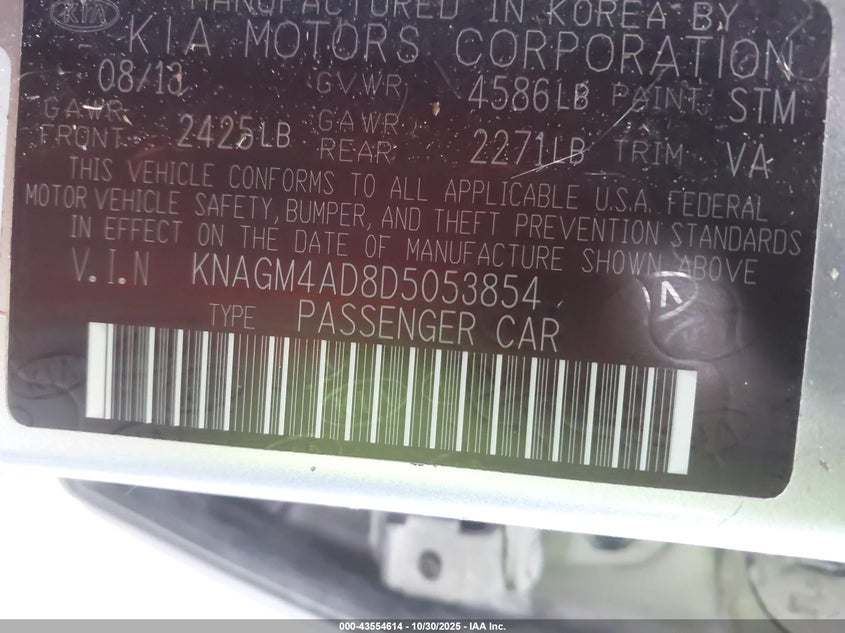 KIA
MANUFACTURED IN KOREA BY
KIA MOTORS CORPORATION
08/13 GVWR 4586LB PAINT STM
GAWR FRONT 2425LB GAWR REAR 2271LB TRIM VA
THIS VEHICLE CONFORMS TO ALL APPLICABLE U.S.A. FEDERAL
MOTOR VEHICLE SAFETY, BUMPER, AND THEFT PREVENTION STANDARDS
IN EFFECT ON THE DATE OF MANUFACTURE SHOWN ABOVE
V.I.N KNAGM4AD8D5053854
TYPE PASSENGER CAR
000-43554614 - 10/30/2025 - IAA Inc.